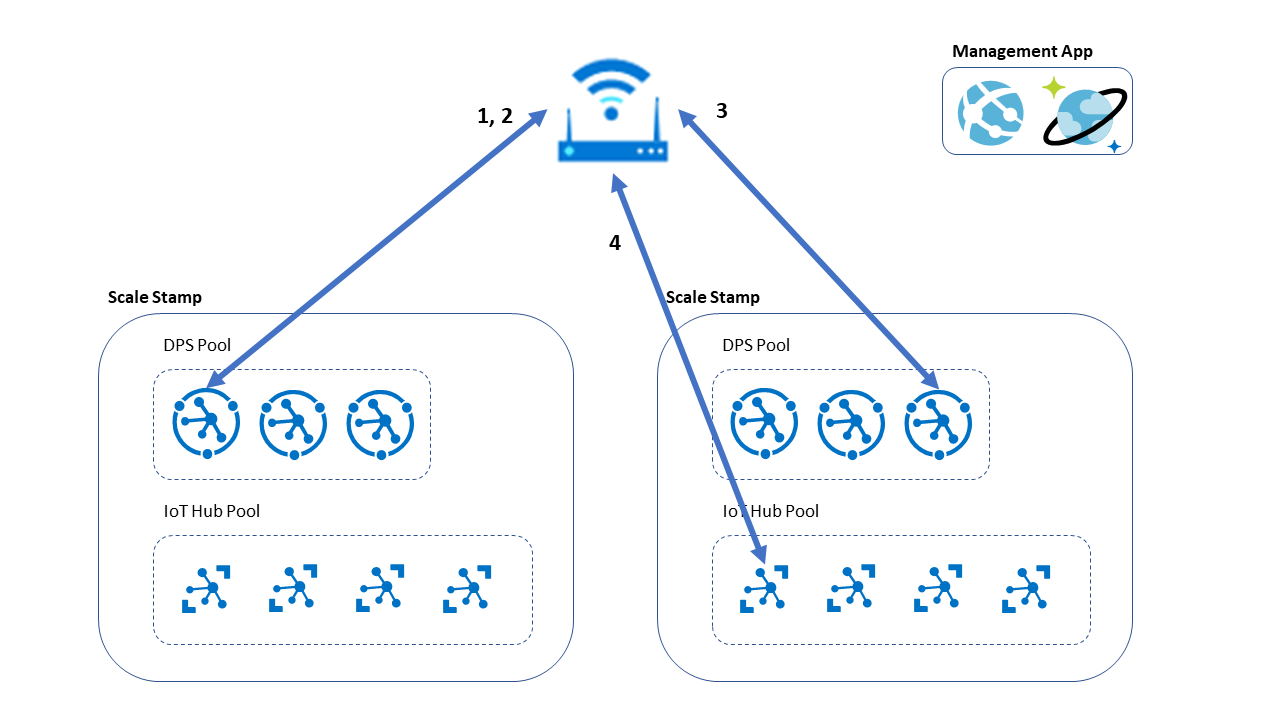 Management App
1, 2
3
4
Scale Stamp
DPS Pool
IoT Hub Pool
Scale Stamp
DPS Pool
IoT Hub Pool